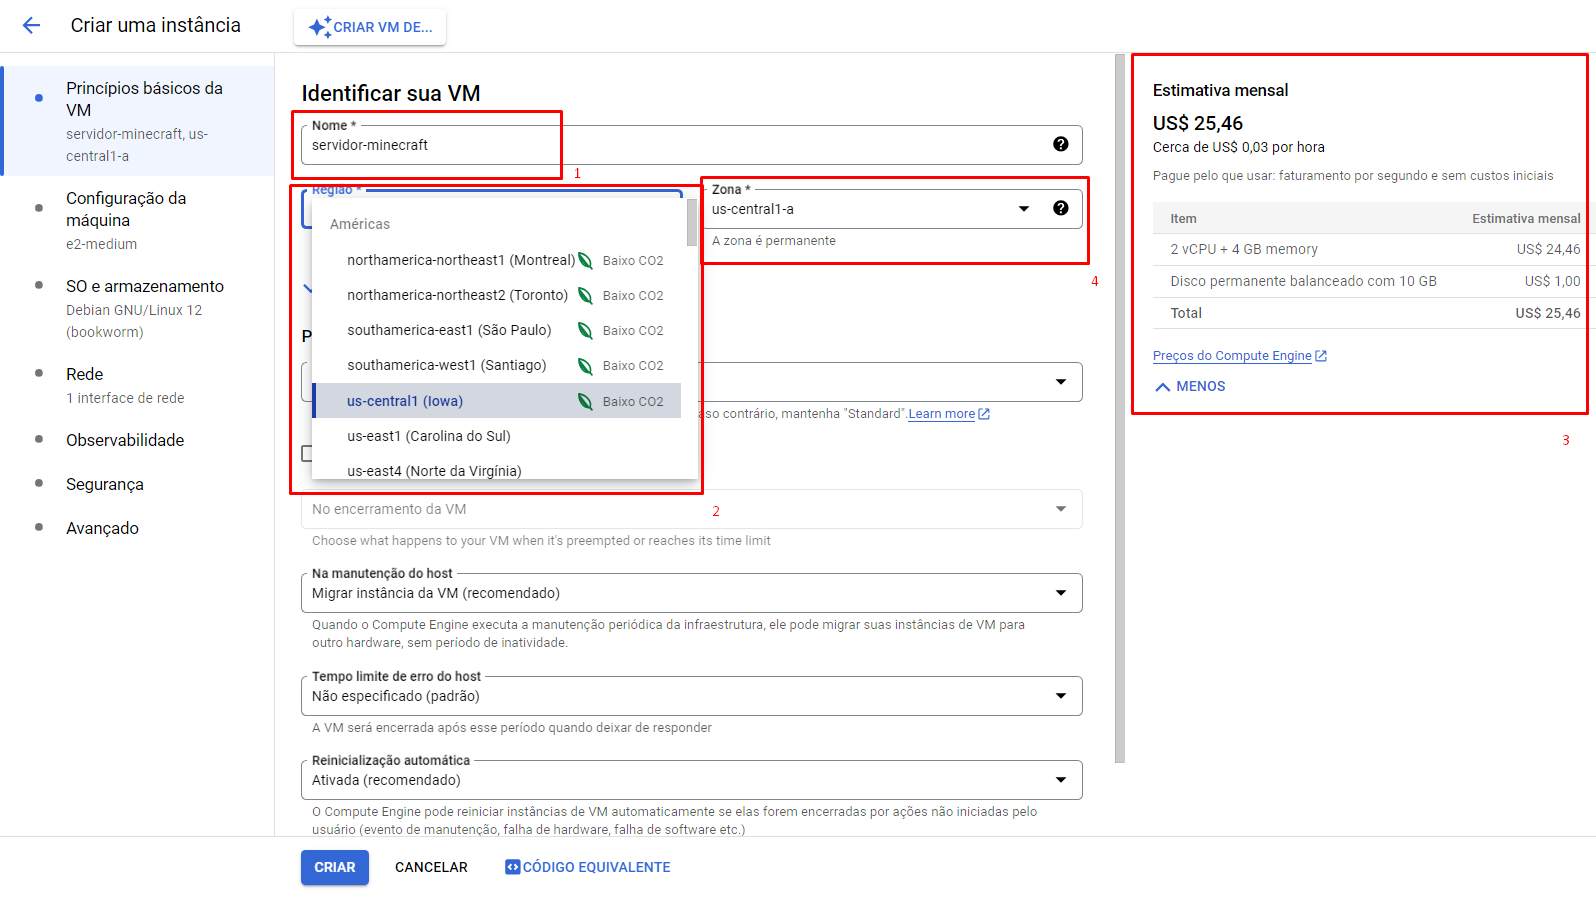 Criar uma instância
CRIAR VM DE...
Princípios básicos da
VM
servidor-minecraft, us-
central1-a
Configuração da
máquina
e2-medium
SO e armazenamento
Debian GNU/Linux 12
(bookworm)
Rede
1 interface de rede
Observabilidade
Segurança
Avançado
Identificar sua VM
Nome *
servidor-minecraft
1
Região *
Américas
northamerica-northeast1 (Montreal) Baixo CO2
northamerica-northeast2 (Toronto) Baixo CO2
southamerica-east1 (São Paulo) Baixo CO2
southamerica-west1 (Santiago) Baixo CO2
us-central1 (Iowa) Baixo CO2
us-east1 (Carolina do Sul)
us-east4 (Norte da Virgínia)
2
Zona *
us-central1-a
A zona é permanente
4
P
aso contrário, mantenha "Standard".Learn more
No encerramento da VM
Choose what happens to your VM when it's preempted or reaches its time limit
Na manutenção do host
Migrar instância da VM (recomendado)
Quando o Compute Engine executa a manutenção periódica da infraestrutura, ele pode migrar suas instâncias de VM para
outro hardware, sem período de inatividade.
Tempo limite de erro do host
Não especificado (padrão)
A VM será encerrada após esse período quando deixar de responder
Reinicialização automática
Ativada (recomendado)
O Compute Engine pode reiniciar instâncias de VM automaticamente se elas forem encerradas por ações não iniciadas pelo
usuário (evento de manutenção, falha de hardware, falha de software etc.)
CRIAR
CANCELAR
CÓDIGO EQUIVALENTE
Estimativa mensal
US$ 25,46
Cerca de US$ 0,03 por hora
Pague pelo que usar: faturamento por segundo e sem custos iniciais
Item Estimativa mensal
2 vCPU + 4 GB memory US$ 24,46
Disco permanente balanceado com 10 GB US$ 1,00
Total US$ 25,46
Preços do Compute Engine
MENOS
3